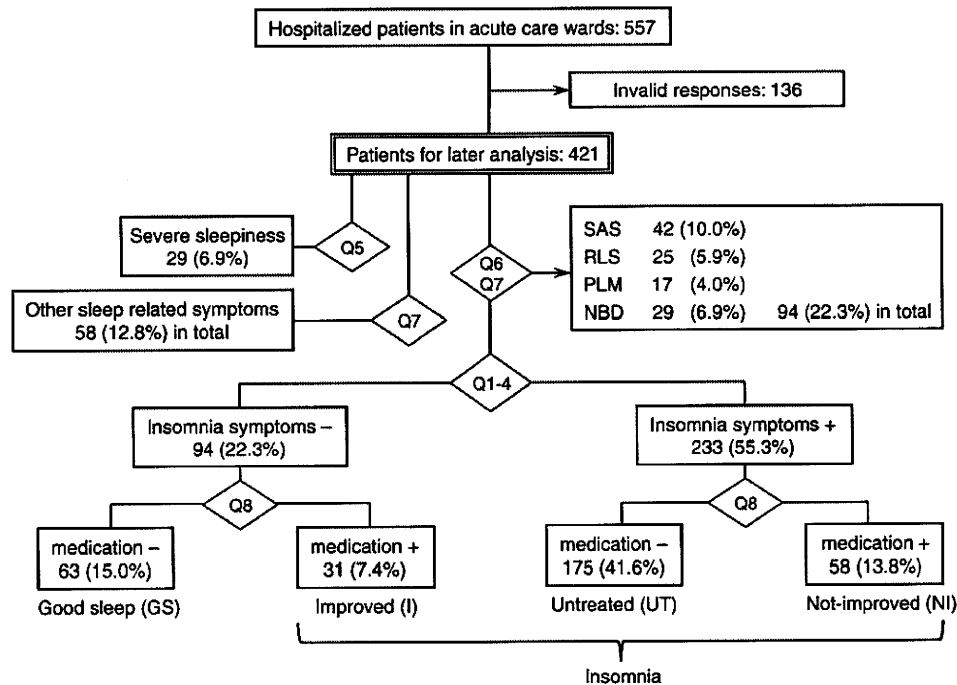 Hospitalized patients in acute care wards: 557
Invalid responses: 136
Patients for later analysis: 421
Severe sleepiness
29 (6.9%)
Q5
Q6
Q7
SAS 42 (10.0%)
RLS 25 (5.9%)
PLM 17 (4.0%)
NBD 29 (6.9%) 94 (22.3%) in total
Other sleep related symptoms
58 (12.8%) in total
Q7
Q1-4
Insomnia symptoms –
94 (22.3%)
Insomnia symptoms +
233 (55.3%)
Q8
Q8
medication –
63 (15.0%)
medication +
31 (7.4%)
medication –
175 (41.6%)
medication +
58 (13.8%)
Good sleep (GS)
Improved (I)
Untreated (UT)
Not-improved (NI)
Insomnia